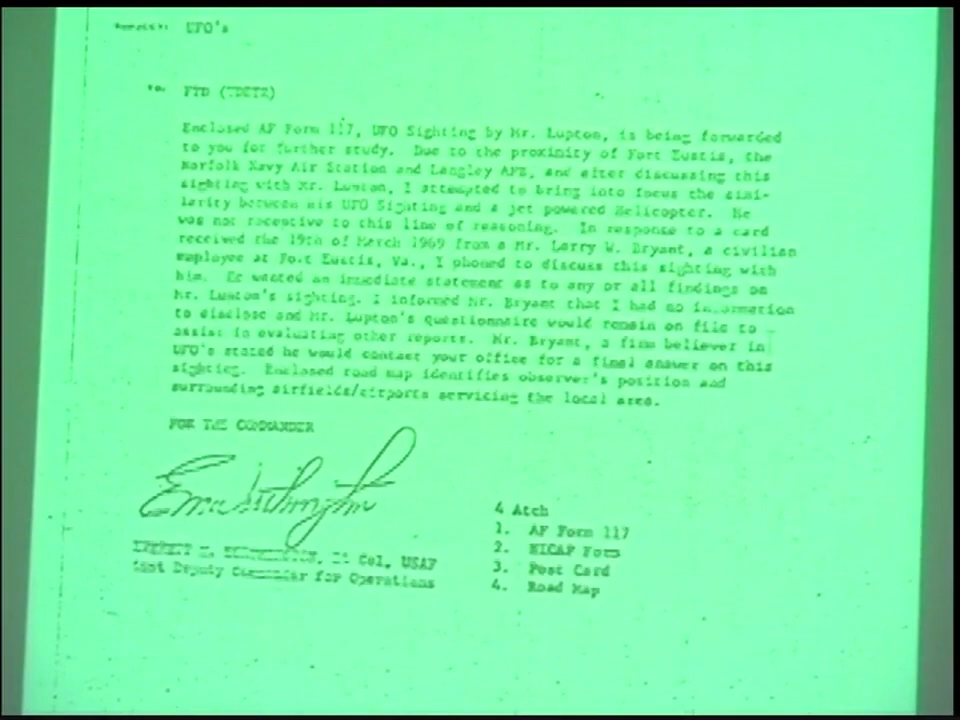 UFO's
TO: FTD (TDETR)
Enclosed AF Form 117, UFO Sighting by Mr. Lupton, is being forwarded
to you for further study. Due to the proximity of Fort Eustis, the
Norfolk Navy Air Station and Langley AFB, and after discussing this
sighting with Mr. Lupton, I attempted to bring into focus the simi-
larity between his UFO Sighting and a jet powered Helicopter. He
was not receptive to this line of reasoning. In response to a card
received the 19th of March 1969 from a Mr. Larry W. Bryant, a civilian
employee at Fort Eustis, Va., I phoned to discuss this sighting with
him. He wanted an immediate statement as to any or all findings on
Mr. Lupton's sighting. I informed Mr. Bryant that I had no information
to disclose and Mr. Lupton's questionnaire would remain on file to
assist in evaluating other reports. Mr. Bryant, a firm believer in
UFO's stated he would contact your office for a final answer on this
sighting. Enclosed road map identifies observer's position and
surrounding airfields/airports servicing the local area.
FOR THE COMMANDER
4 Atch
1. AF Form 117
2. NICAP Form
3. Post Card
4. Road Map
Lt Col, USAF
Deputy Commander for Operations